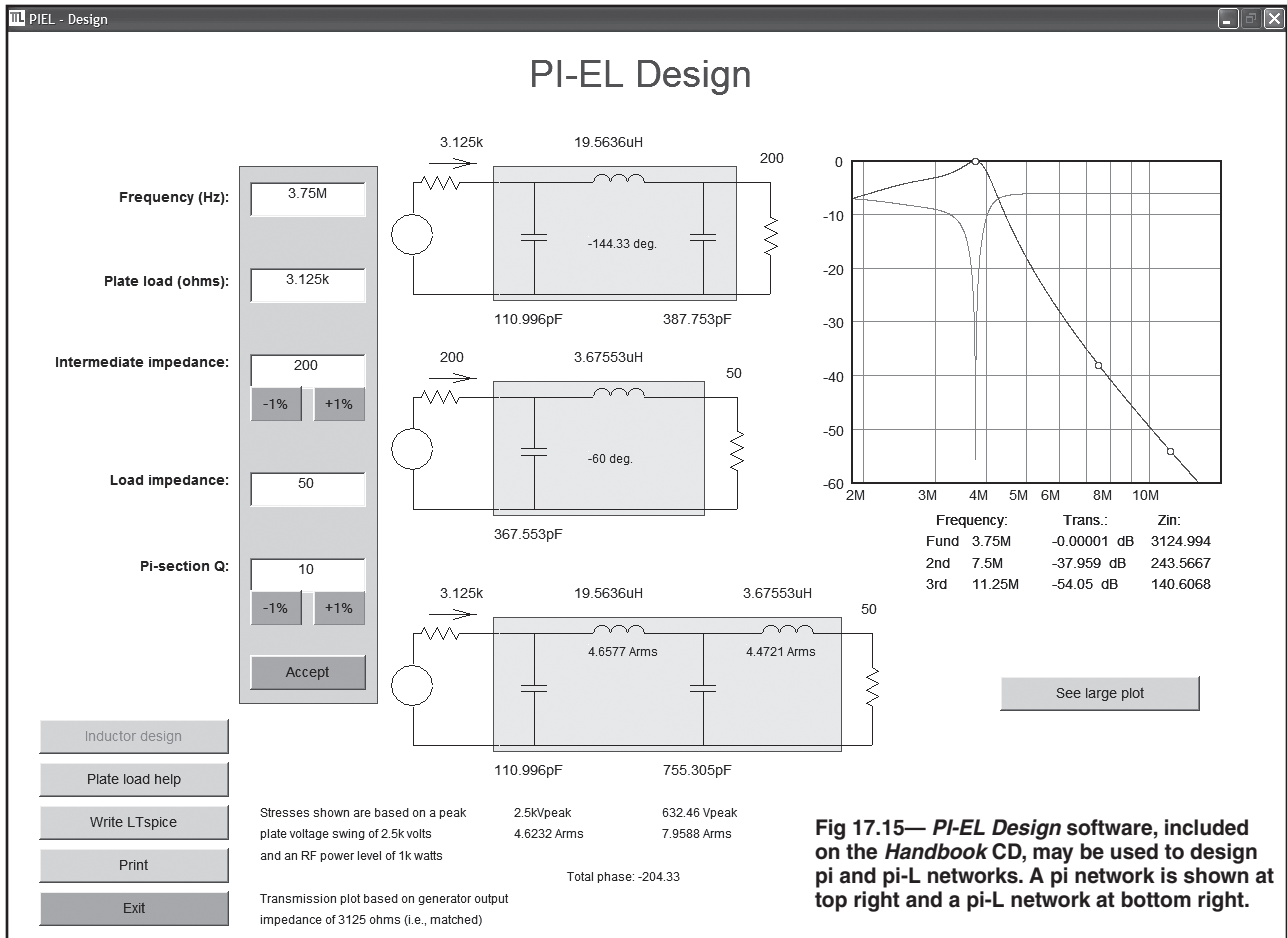 PIEL - Design
PI-EL Design
Frequency (Hz):
3.75M
Plate load (ohms):
3.125k
Intermediate impedance:
200
-1%
+1%
Load impedance:
50
Pi-section Q:
10
-1%
+1%
Accept
Inductor design
Plate load help
Write LTspice
Print
Exit
3.125k
19.5636uH
200
-144.33 deg.
110.996pF
387.753pF
200
3.67553uH
50
-60 deg.
367.553pF
3.125k
19.5636uH
3.67553uH
50
4.6577 Arms
4.4721 Arms
110.996pF
755.305pF
Stresses shown are based on a peak
plate voltage swing of 2.5k volts
and an RF power level of 1k watts
2.5kVpeak
632.46 Vpeak
4.6232 Arms
7.9588 Arms
Total phase: -204.33
Transmission plot based on generator output
impedance of 3125 ohms (i.e., matched)
0
-10
-20
-30
-40
-50
-60
2M
3M
4M
5M
6M
8M
10M
Frequency: Trans.: Zin:
Fund 3.75M -0.00001 dB 3124.994
2nd 7.5M -37.959 dB 243.5667
3rd 11.25M -54.05 dB 140.6068
See large plot
Fig 17.15— PI-EL Design software, included
on the Handbook CD, may be used to design
pi and pi-L networks. A pi network is shown at
top right and a pi-L network at bottom right.